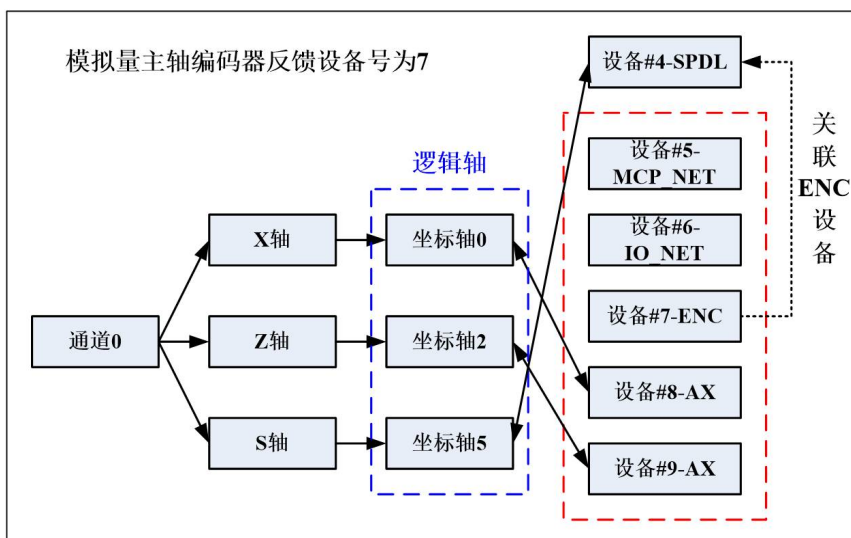 模拟量主轴编码器反馈设备号为7
设备#4-SPDL
关
联
ENC
设
备
逻辑轴
设备#5-
MCP_NET
设备#6-
IO_NET
X轴
坐标轴0
设备#7-ENC
通道0
Z轴
坐标轴2
设备#8-AX
S轴
坐标轴5
设备#9-AX